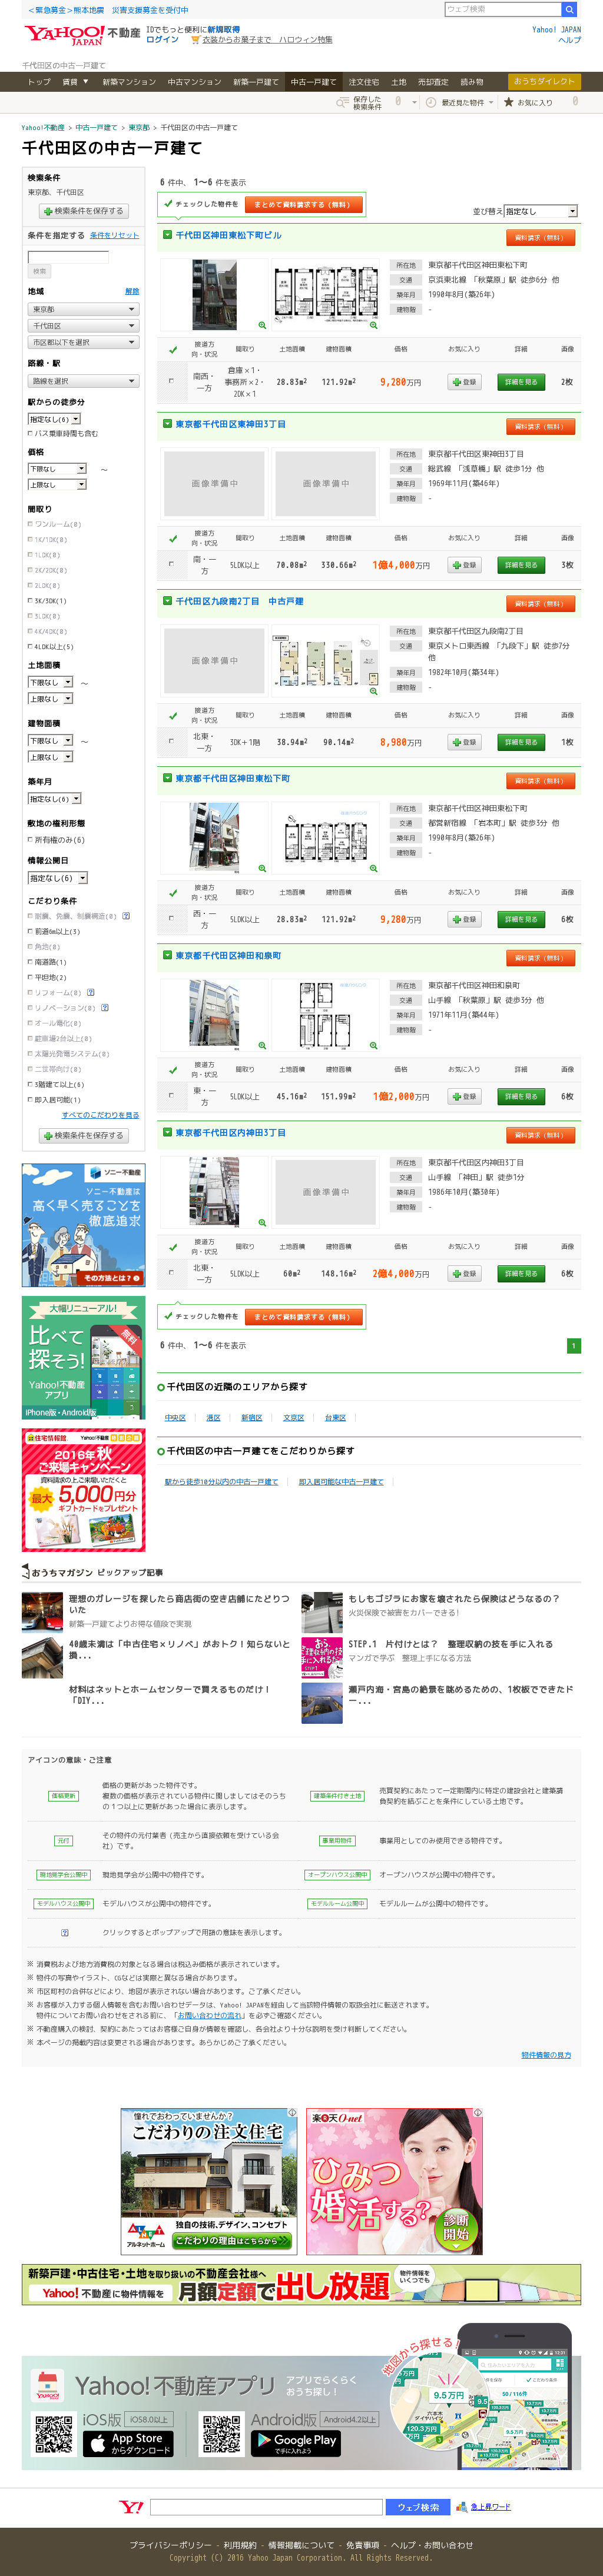 ＜緊急募金＞熊本地震　災害支援募金を受付中
ウェブ検索
YAHOO! JAPAN 不動産
IDでもっと便利に新規取得
ログイン
衣装からお菓子まで　ハロウィン特集
Yahoo! JAPAN
ヘルプ
千代田区の中古一戸建て
トップ 賃貸 ▼ 新築マンション 中古マンション 新築一戸建て 中古一戸建て 注文住宅 土地 売却査定 読み物 おうちダイレクト
保存した検索条件 最近見た物件 お気に入り
Yahoo!不動産 > 中古一戸建て > 東京都 > 千代田区の中古一戸建て
千代田区の中古一戸建て
検索条件
東京都、千代田区
検索条件を保存する
条件を指定する 条件をリセット
検索
地域 解除
東京都
千代田区
市区郡以下を選択
路線・駅
路線を選択
駅からの徒歩分
指定なし(6)
バス乗車時間も含む
価格
下限なし ～
上限なし
間取り
ワンルーム(0)
1K/1DK(0)
1LDK(0)
2K/2DK(0)
2LDK(0)
3K/3DK(1)
3LDK(0)
4K/4DK(0)
4LDK以上(5)
土地面積
下限なし ～
上限なし
建物面積
下限なし ～
上限なし
築年月
指定なし(6)
敷地の権利形態
所有権のみ(6)
情報公開日
指定なし(6)
こだわり条件
耐震、免震、制震構造(0)
前道6m以上(3)
角地(0)
南道路(1)
平坦地(2)
リフォーム(0)
リノベーション(0)
オール電化(0)
駐車場2台以上(0)
太陽光発電システム(0)
二世帯向け(0)
3階建て以上(6)
即入居可能(1)
すべてのこだわりを見る
検索条件を保存する
ソニー不動産
ソニー不動産は
高く早く売ることを
徹底追求
その方法とは？
大幅リニューアル!
比べて
探そう!
無料
Yahoo!不動産
アプリ
iPhone版・Android版
住宅情報館 Yahoo!不動産
2016年秋
ご来場キャンペーン
資料請求の上、ご来館いただくと
最大5,000円分
ギフトカードをプレゼント
6 件中、 1～6 件を表示
チェックした物件を まとめて資料請求する（無料）
並び替え 指定なし
千代田区神田東松下町ビル 資料請求（無料）
所在地 東京都千代田区神田東松下町
交通 京浜東北線 「秋葉原」駅 徒歩6分 他
築年月 1990年8月(築26年)
建物階 -
接道方向・状況 間取り 土地面積 建物面積 価格 お気に入り 詳細 画像
南西・一方 倉庫×1・事務所×2・2DK×1 28.83m² 121.92m² 9,280万円 登録 詳細を見る 2枚
東京都千代田区東神田3丁目 資料請求（無料）
画像準備中 画像準備中
所在地 東京都千代田区東神田3丁目
交通 総武線 「浅草橋」駅 徒歩1分 他
築年月 1969年11月(築46年)
建物階 -
接道方向・状況 間取り 土地面積 建物面積 価格 お気に入り 詳細 画像
南・一方 5LDK以上 70.08m² 330.66m² 1億4,000万円 登録 詳細を見る 3枚
千代田区九段南2丁目　中古戸建 資料請求（無料）
画像準備中
所在地 東京都千代田区九段南2丁目
交通 東京メトロ東西線 「九段下」駅 徒歩7分 他
築年月 1982年10月(築34年)
建物階 -
接道方向・状況 間取り 土地面積 建物面積 価格 お気に入り 詳細 画像
北東・一方 3DK＋1階 38.94m² 90.14m² 8,980万円 登録 詳細を見る 1枚
東京都千代田区神田東松下町 資料請求（無料）
所在地 東京都千代田区神田東松下町
交通 都営新宿線 「岩本町」駅 徒歩3分 他
築年月 1990年8月(築26年)
建物階 -
接道方向・状況 間取り 土地面積 建物面積 価格 お気に入り 詳細 画像
西・一方 5LDK以上 28.83m² 121.92m² 9,280万円 登録 詳細を見る 6枚
東京都千代田区神田和泉町 資料請求（無料）
所在地 東京都千代田区神田和泉町
交通 山手線 「秋葉原」駅 徒歩3分 他
築年月 1971年11月(築44年)
建物階 -
接道方向・状況 間取り 土地面積 建物面積 価格 お気に入り 詳細 画像
東・一方 5LDK以上 45.16m² 151.99m² 1億2,000万円 登録 詳細を見る 6枚
東京都千代田区内神田3丁目 資料請求（無料）
画像準備中
所在地 東京都千代田区内神田3丁目
交通 山手線 「神田」駅 徒歩1分
築年月 1986年10月(築30年)
建物階 -
接道方向・状況 間取り 土地面積 建物面積 価格 お気に入り 詳細 画像
北東・一方 5LDK以上 60m² 148.16m² 2億4,000万円 登録 詳細を見る 6枚
チェックした物件を まとめて資料請求する（無料）
6 件中、 1～6 件を表示 1
千代田区の近隣のエリアから探す
中央区 港区 新宿区 文京区 台東区
千代田区の中古一戸建てをこだわりから探す
駅から徒歩10分以内の中古一戸建て 即入居可能な中古一戸建て
おうちマガジン ピックアップ記事
理想のガレージを探したら商店街の空き店舗にたどりついた
新築一戸建てよりお得な価段で実現
もしもゴジラにお家を壊されたら保険はどうなるの？
火災保険で被害をカバーできる!
40歳未満は「中古住宅×リノベ」がおトク！知らないと損...
STEP.1　片付けとは？　整理収納の技を手に入れる
マンガで学ぶ　整理上手になる方法
材料はネットとホームセンターで買えるものだけ！「DIY...
瀬戸内海・宮島の絶景を眺めるための、1枚板でできたドー...
アイコンの意味・ご注意
価格更新 価格の更新があった物件です。
複数の価格が表示されている物件に関しましてはそのうちの１つ以上に更新があった場合に表示します。
建築条件付き土地 売買契約にあたって一定期間内に特定の建設会社と建築請負契約を結ぶことを条件にしている土地です。
元付 その物件の元付業者（売主から直接依頼を受けている会社）です。
事業用物件 事業用としてのみ使用できる物件です。
現地見学会公開中 現地見学会が公開中の物件です。
オープンハウス公開中 オープンハウスが公開中の物件です。
モデルハウス公開中 モデルハウスが公開中の物件です。
モデルルーム公開中 モデルルームが公開中の物件です。
クリックするとポップアップで用語の意味を表示します。
※ 消費税および地方消費税の対象となる場合は税込み価格が表示されています。
※ 物件の写真やイラスト、CGなどは実際と異なる場合があります。
※ 市区町村の合併などにより、地図が表示されない場合があります。ご了承ください。
※ お客様が入力する個人情報を含むお問い合わせデータは、Yahoo! JAPANを経由して当該物件情報の取扱会社に転送されます。
物件についてお問い合わせをされる前に、「お問い合わせの流れ」を必ずご確認ください。
※ 不動産購入の検討、契約にあたってはお客様ご自身が情報を確認し、各会社より十分な説明を受け判断してください。
※ 本ページの掲載内容は変更される場合があります。あらかじめご了承ください。
物件情報の見方
憧れでおわっていませんか？
こだわりの注文住宅
独自の技術、デザイン、コンセプト
アルネットホーム
こだわりの理由はこちらから
楽天O-net
ひみつ
婚活する？
診断開始
新築戸建・中古住宅・土地を取り扱いの不動産会社様へ
Yahoo!不動産に物件情報を 月額定額で出し放題
物件情報をいくつでも
Yahoo!不動産アプリ
アプリでらくらくおうち探し！
地図から探せる！
iOS版 iOS8.0以上
App Store からダウンロード
Android版 Android4.2以上
Google Play で手に入れよう
9.5万円
120.3万円
ウェブ検索 急上昇ワード
プライバシーポリシー - 利用規約 - 情報掲載について - 免責事項 - ヘルプ・お問い合わせ
Copyright (C) 2016 Yahoo Japan Corporation. All Rights Reserved.